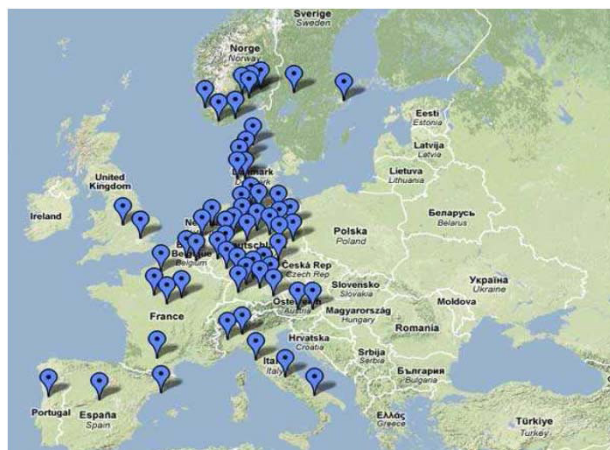 Sverige
Sweden
Norge
Norway
Eesti
Estonia
Latvija
Latvia
Lietuva
Lithuania
United
Kingdom
Ireland
Беларусь
Belarus
Polska
Poland
Belgique
Belgium
Česká Rep
Czech Rep
Slovensko
Slovakia
Україна
Ukraine
Moldova
Austria
Magyarország
Hungary
France
Romania
Hrvatska
Croatia
Srbija
Serbia
Italy
България
Bulgaria
Portugal
España
Spain
Ελλάς
Greece
Türkiye
Turkey